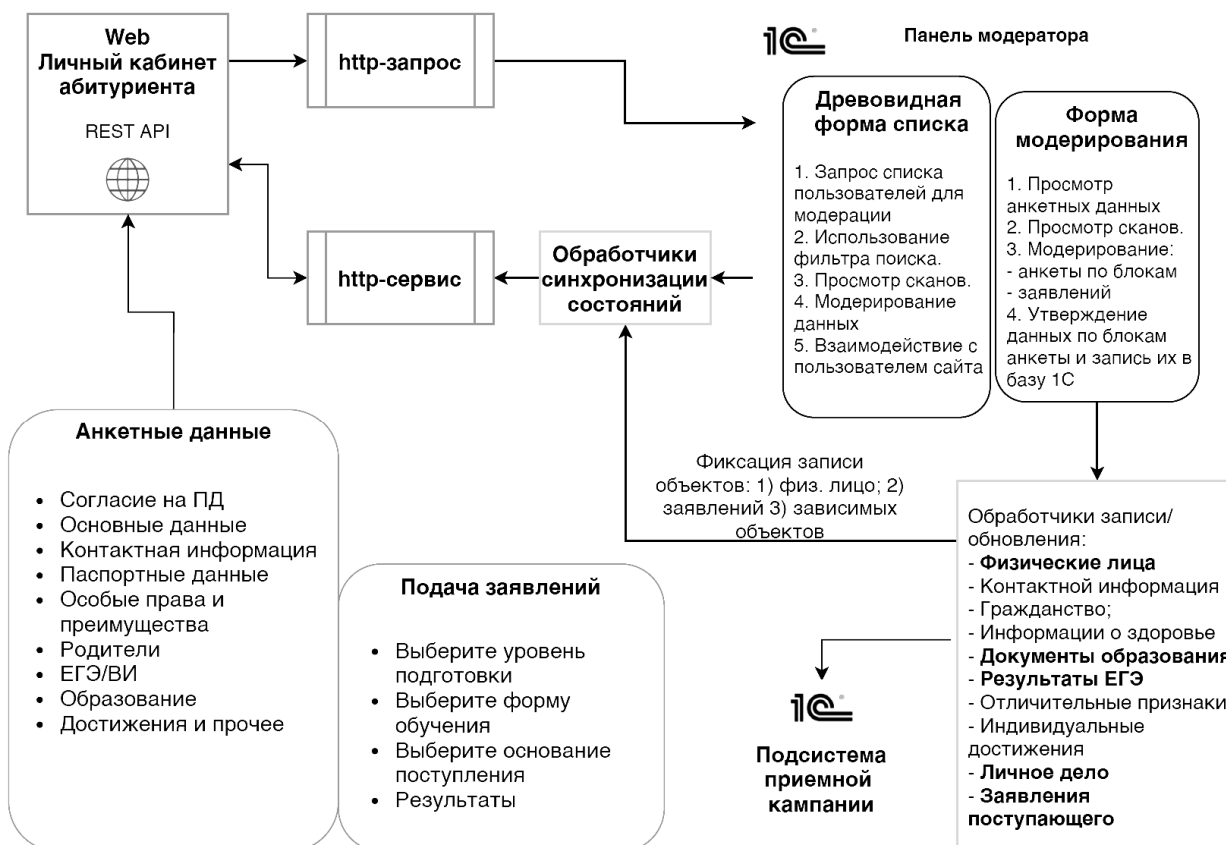 Web
Личный кабинет
абитуриента
REST API
http-запрос
1С
Панель модератора
Древовидная
форма списка
1. Запрос списка
пользователей для
модерации
2. Использование
фильтра поиска.
3. Просмотр сканов.
4. Модерирование
данных
5. Взаимодействие с
пользователем сайта
Форма
модерирования
1. Просмотр
анкетных данных
2. Просмотр сканов.
3. Модерирование:
- анкеты по блокам
- заявлений
4. Утверждение
данных по блокам
анкеты и запись их в
базу 1С
http-сервис
Обработчики
синхронизации
состояний
Анкетные данные
• Согласие на ПД
• Основные данные
• Контактная информация
• Паспортные данные
• Особые права и
преимущества
• Родители
• ЕГЭ/ВИ
• Образование
• Достижения и прочее
Подача заявлений
• Выберите уровень
подготовки
• Выберите форму
обучения
• Выберите основание
поступления
• Результаты
Фиксация записи
объектов: 1) физ. лицо; 2)
заявлений 3) зависимых
объектов
Обработчики записи/
обновления:
- Физические лица
- Контактной информация
- Гражданство;
- Информации о здоровье
- Документы образования
- Результаты ЕГЭ
- Отличительные признаки
- Индивидуальные
достижения
- Личное дело
- Заявления
поступающего
1С
Подсистема
приемной
кампании